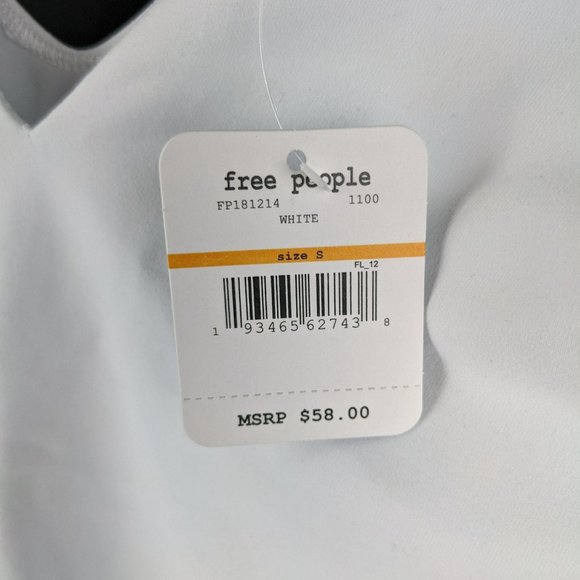 free people
FP181214 1100
WHITE
size S
FL_12
1 93465 62743 8
MSRP $58.00